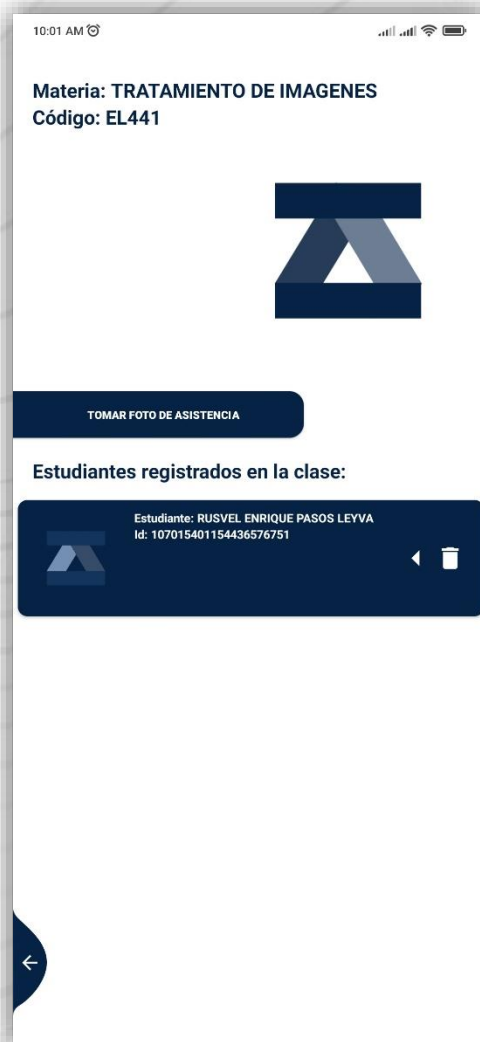 10:01 AM
Materia: TRATAMIENTO DE IMAGENES
Código: EL441
TOMAR FOTO DE ASISTENCIA
Estudiantes registrados en la clase:
Estudiante: RUSVEL ENRIQUE PASOS LEYVA
Id: 107015401154436576751